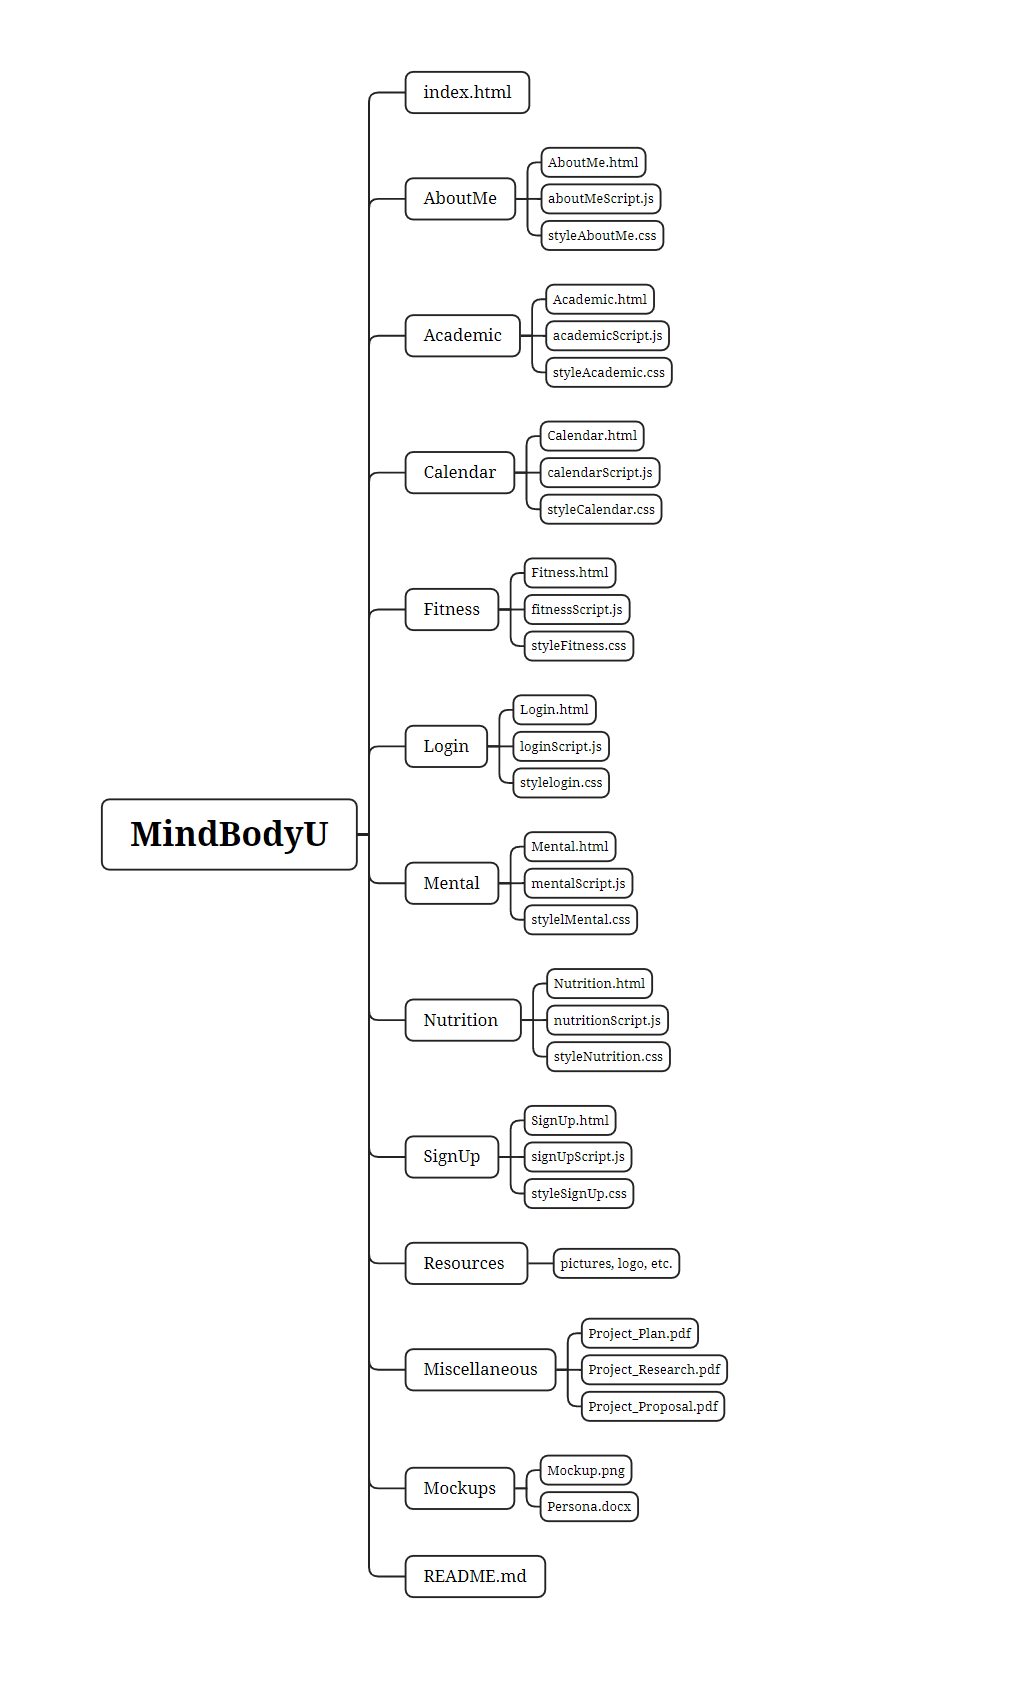 index.html
AboutMe
AboutMe.html
aboutMeScript.js
styleAboutMe.css
Academic
Academic.html
academicScript.js
styleAcademic.css
Calendar
Calendar.html
calendarScript.js
styleCalendar.css
Fitness
Fitness.html
fitnessScript.js
styleFitness.css
Login
Login.html
loginScript.js
stylelogin.css
MindBodyU
Mental
Mental.html
mentalScript.js
stylelMental.css
Nutrition
Nutrition.html
nutritionScript.js
styleNutrition.css
SignUp
SignUp.html
signUpScript.js
styleSignUp.css
Resources
pictures, logo, etc.
Miscellaneous
Project_Plan.pdf
Project_Research.pdf
Project_Proposal.pdf
Mockups
Mockup.png
Persona.docx
README.md